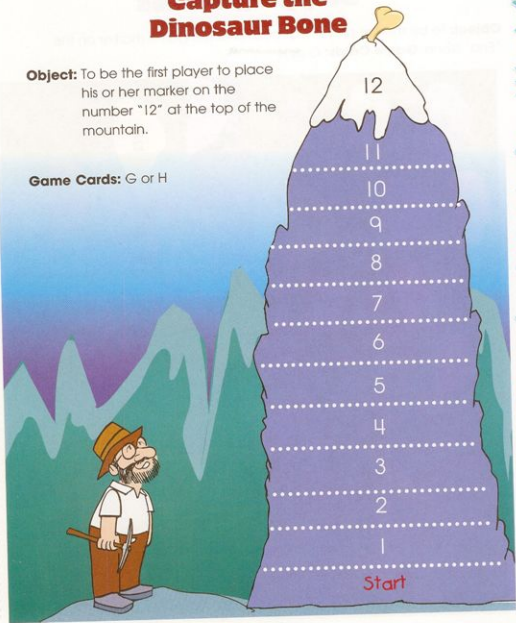 Capture the
Dinosaur Bone
Object: To be the first player to place
his or her marker on the
number "12" at the top of the
mountain.
Game Cards: G or H
12
11
10
9
8
7
6
5
4
3
2
1
Start